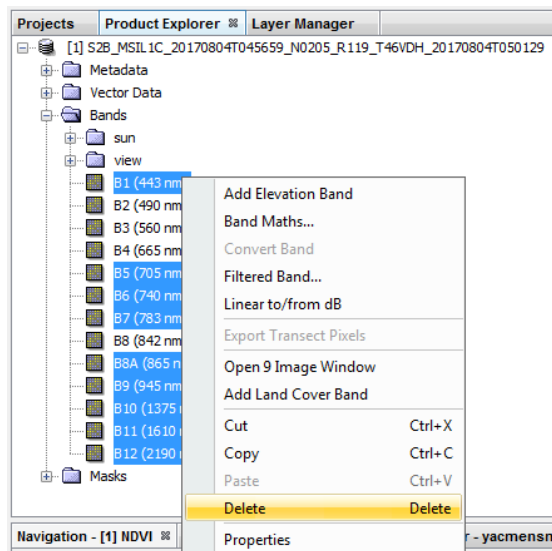 Projects Product Explorer Layer Manager
[1] S2B_MSIL1C_20170804T045659_N0205_R119_T46VDH_20170804T050129
Metadata
Vector Data
Bands
sun
view
B1 (443 nm
B2 (490 nm
B3 (560 nm
B4 (665 nm
B5 (705 nm
B6 (740 nm
B7 (783 nm
B8 (842 nm
B8A (865 n
B9 (945 nm
B10 (1375
B11 (1610
B12 (2190
Masks
Add Elevation Band
Band Maths...
Convert Band
Filtered Band...
Linear to/from dB
Export Transect Pixels
Open 9 Image Window
Add Land Cover Band
Cut Ctrl+X
Copy Ctrl+C
Paste Ctrl+V
Delete Delete
Properties
Navigation - [1] NDVI
r - yacmensn